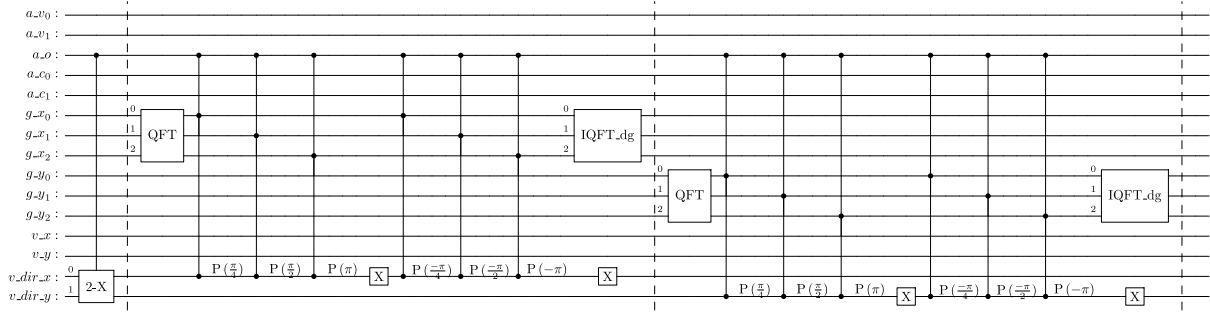 a_v₀ :
a_v₁ :
a_o :
a_c₀ :
a_c₁ :
g_x₀ : 0 0
g_x₁ : 1 QFT 1 IQFT_dg
g_x₂ : 2 2
g_y₀ : 0 0
g_y₁ : 1 QFT 1 IQFT_dg
g_y₂ : 2 2
v_x :
v_y :
v_dir_x : 0 P (π/4) P (π/2) P (π) X P (−π/4) P (−π/2) P (−π) X
2-X
v_dir_y : 1 P (π/4) P (π/2) P (π) X P (−π/4) P (−π/2) P (−π) X